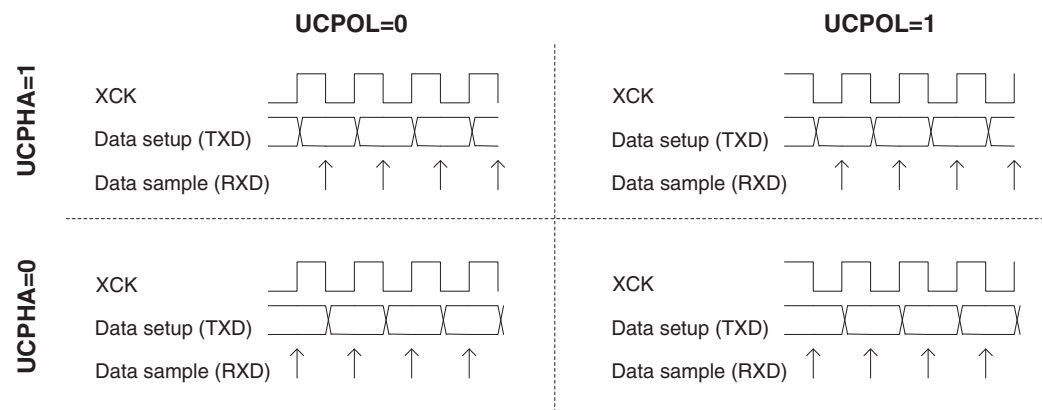 UCPOL=0
UCPOL=1
UCPHA=1
XCK
Data setup (TXD)
Data sample (RXD)
XCK
Data setup (TXD)
Data sample (RXD)
UCPHA=0
XCK
Data setup (TXD)
Data sample (RXD)
XCK
Data setup (TXD)
Data sample (RXD)